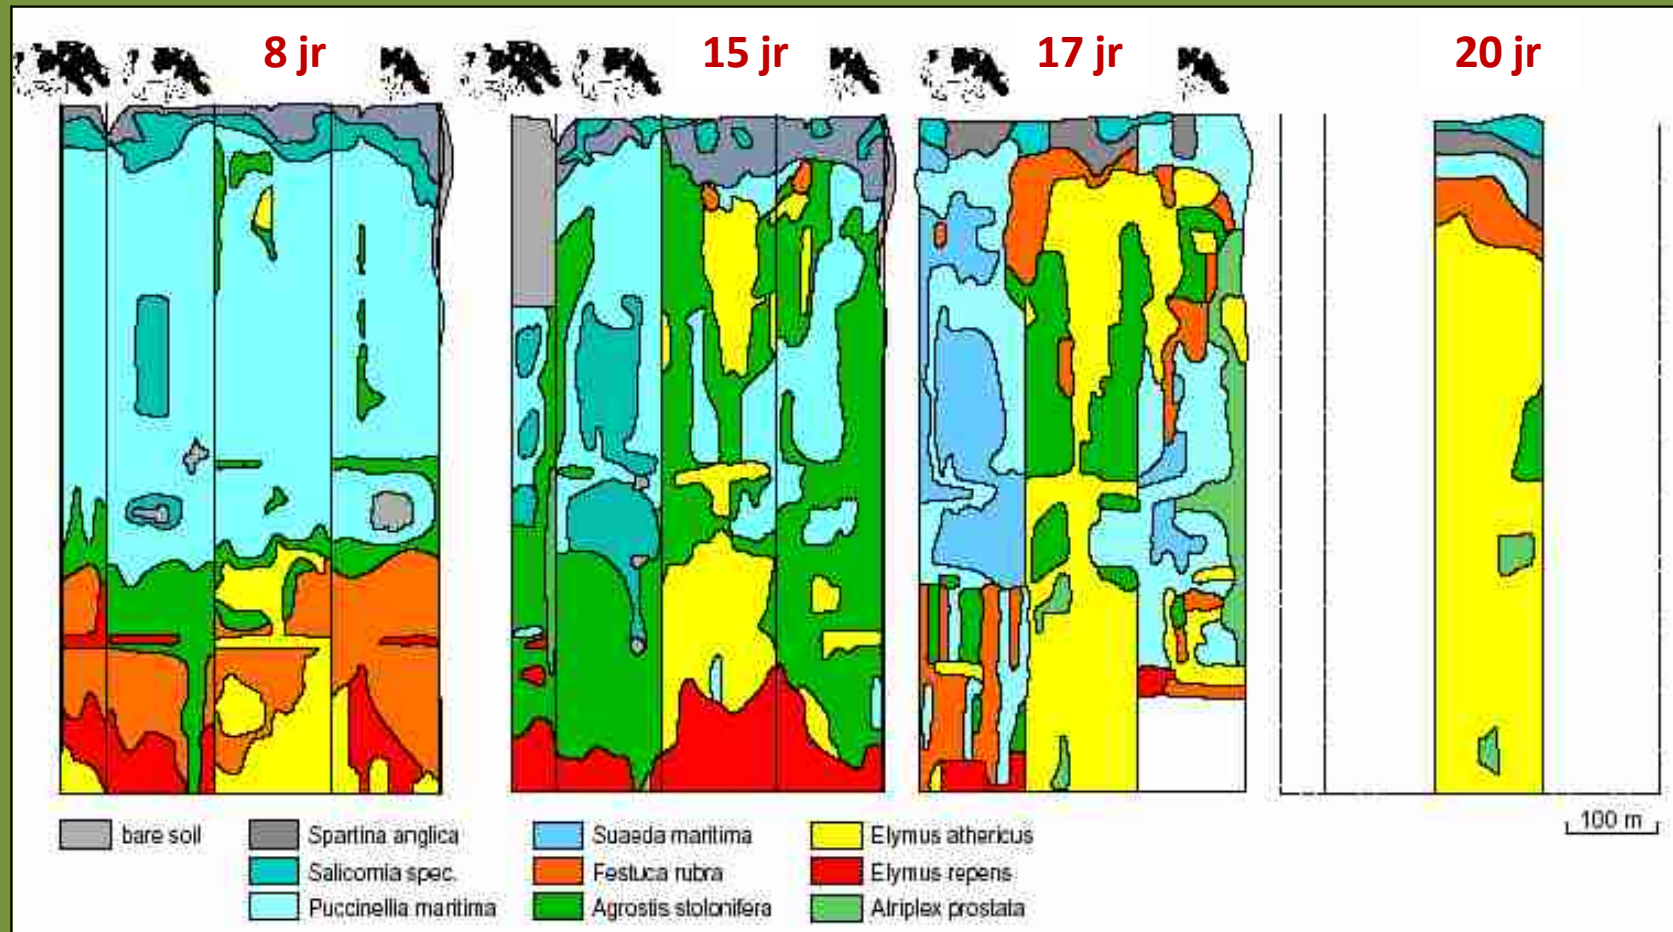 8 jr
15 jr
17 jr
20 jr
100 m
bare soil
Spartina anglica
Suaeda maritima
Elymus athericus
Salicornia spec.
Festuca rubra
Elymus repens
Puccinellia maritima
Agrostis stolonifera
Atriplex prostata